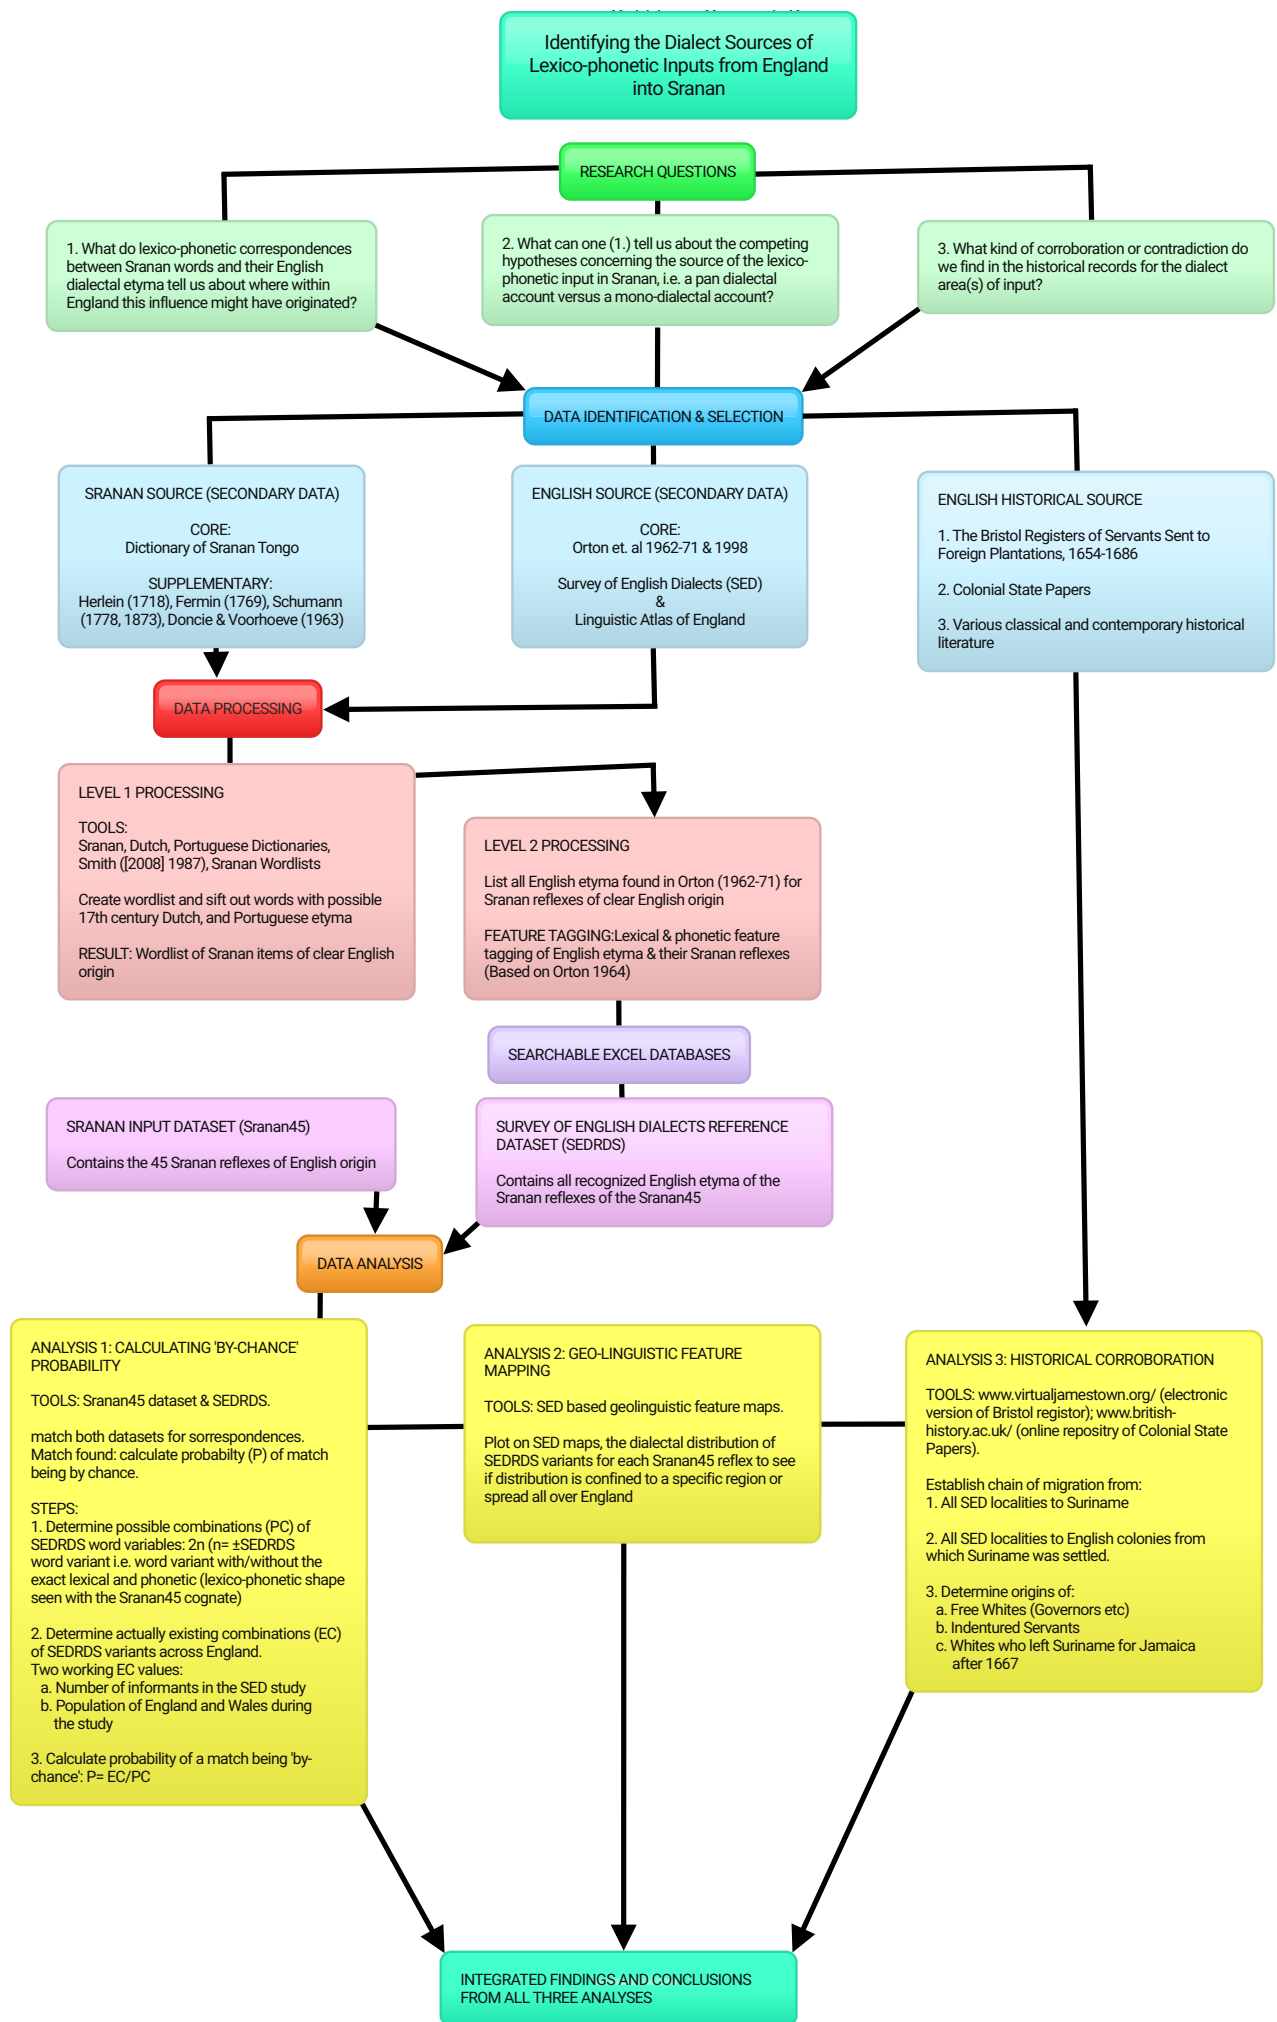 Identifying the Dialect Sources of
Lexico-phonetic Inputs from England
into Sranan
RESEARCH QUESTIONS
1. What do lexico-phonetic correspondences
between Sranan words and their English
dialectal etyma tell us about where within
England this influence might have originated?
2. What can one (1.) tell us about the competing
hypotheses concerning the source of the lexico-
phonetic input in Sranan, i.e. a pan dialectal
account versus a mono-dialectal account?
3. What kind of corroboration or contradiction do
we find in the historical records for the dialect
area(s) of input?
DATA IDENTIFICATION & SELECTION
SRANAN SOURCE (SECONDARY DATA)
CORE:
Dictionary of Sranan Tongo
SUPPLEMENTARY:
Herlein (1718), Fermin (1769), Schumann
(1778, 1873), Doncie & Voorhoeve (1963)
ENGLISH SOURCE (SECONDARY DATA)
CORE:
Orton et. al 1962-71 & 1998
Survey of English Dialects (SED)
&
Linguistic Atlas of England
ENGLISH HISTORICAL SOURCE
1. The Bristol Registers of Servants Sent to
Foreign Plantations, 1654-1686
2. Colonial State Papers
3. Various classical and contemporary historical
literature
DATA PROCESSING
LEVEL 1 PROCESSING
TOOLS:
Sranan, Dutch, Portuguese Dictionaries,
Smith ([2008] 1987), Sranan Wordlists
Create wordlist and sift out words with possible
17th century Dutch, and Portuguese etyma
RESULT: Wordlist of Sranan items of clear English
origin
LEVEL 2 PROCESSING
List all English etyma found in Orton (1962-71) for
Sranan reflexes of clear English origin
FEATURE TAGGING:Lexical & phonetic feature
tagging of English etyma & their Sranan reflexes
(Based on Orton 1964)
SEARCHABLE EXCEL DATABASES
SRANAN INPUT DATASET (Sranan45)
Contains the 45 Sranan reflexes of English origin
SURVEY OF ENGLISH DIALECTS REFERENCE
DATASET (SEDRDS)
Contains all recognized English etyma of the
Sranan reflexes of the Sranan45
DATA ANALYSIS
ANALYSIS 1: CALCULATING 'BY-CHANCE'
PROBABILITY
TOOLS: Sranan45 dataset & SEDRDS.
match both datasets for sorrespondences.
Match found: calculate probabilty (P) of match
being by chance.
STEPS:
1. Determine possible combinations (PC) of
SEDRDS word variables: 2n (n= ±SEDRDS
word variant i.e. word variant with/without the
exact lexical and phonetic (lexico-phonetic shape
seen with the Sranan45 cognate)
2. Determine actually existing combinations (EC)
of SEDRDS variants across England.
Two working EC values:
a. Number of informants in the SED study
b. Population of England and Wales during
the study
3. Calculate probability of a match being 'by-
chance': P= EC/PC
ANALYSIS 2: GEO-LINGUISTIC FEATURE
MAPPING
TOOLS: SED based geolinguistic feature maps.
Plot on SED maps, the dialectal distribution of
SEDRDS variants for each Sranan45 reflex to see
if distribution is confined to a specific region or
spread all over England
ANALYSIS 3: HISTORICAL CORROBORATION
TOOLS: www.virtualjamestown.org/ (electronic
version of Bristol registor); www.british-
history.ac.uk/ (online repositry of Colonial State
Papers).
Establish chain of migration from:
1. All SED localities to Suriname
2. All SED localities to English colonies from
which Suriname was settled.
3. Determine origins of:
a. Free Whites (Governors etc)
b. Indentured Servants
c. Whites who left Suriname for Jamaica
after 1667
INTEGRATED FINDINGS AND CONCLUSIONS
FROM ALL THREE ANALYSES